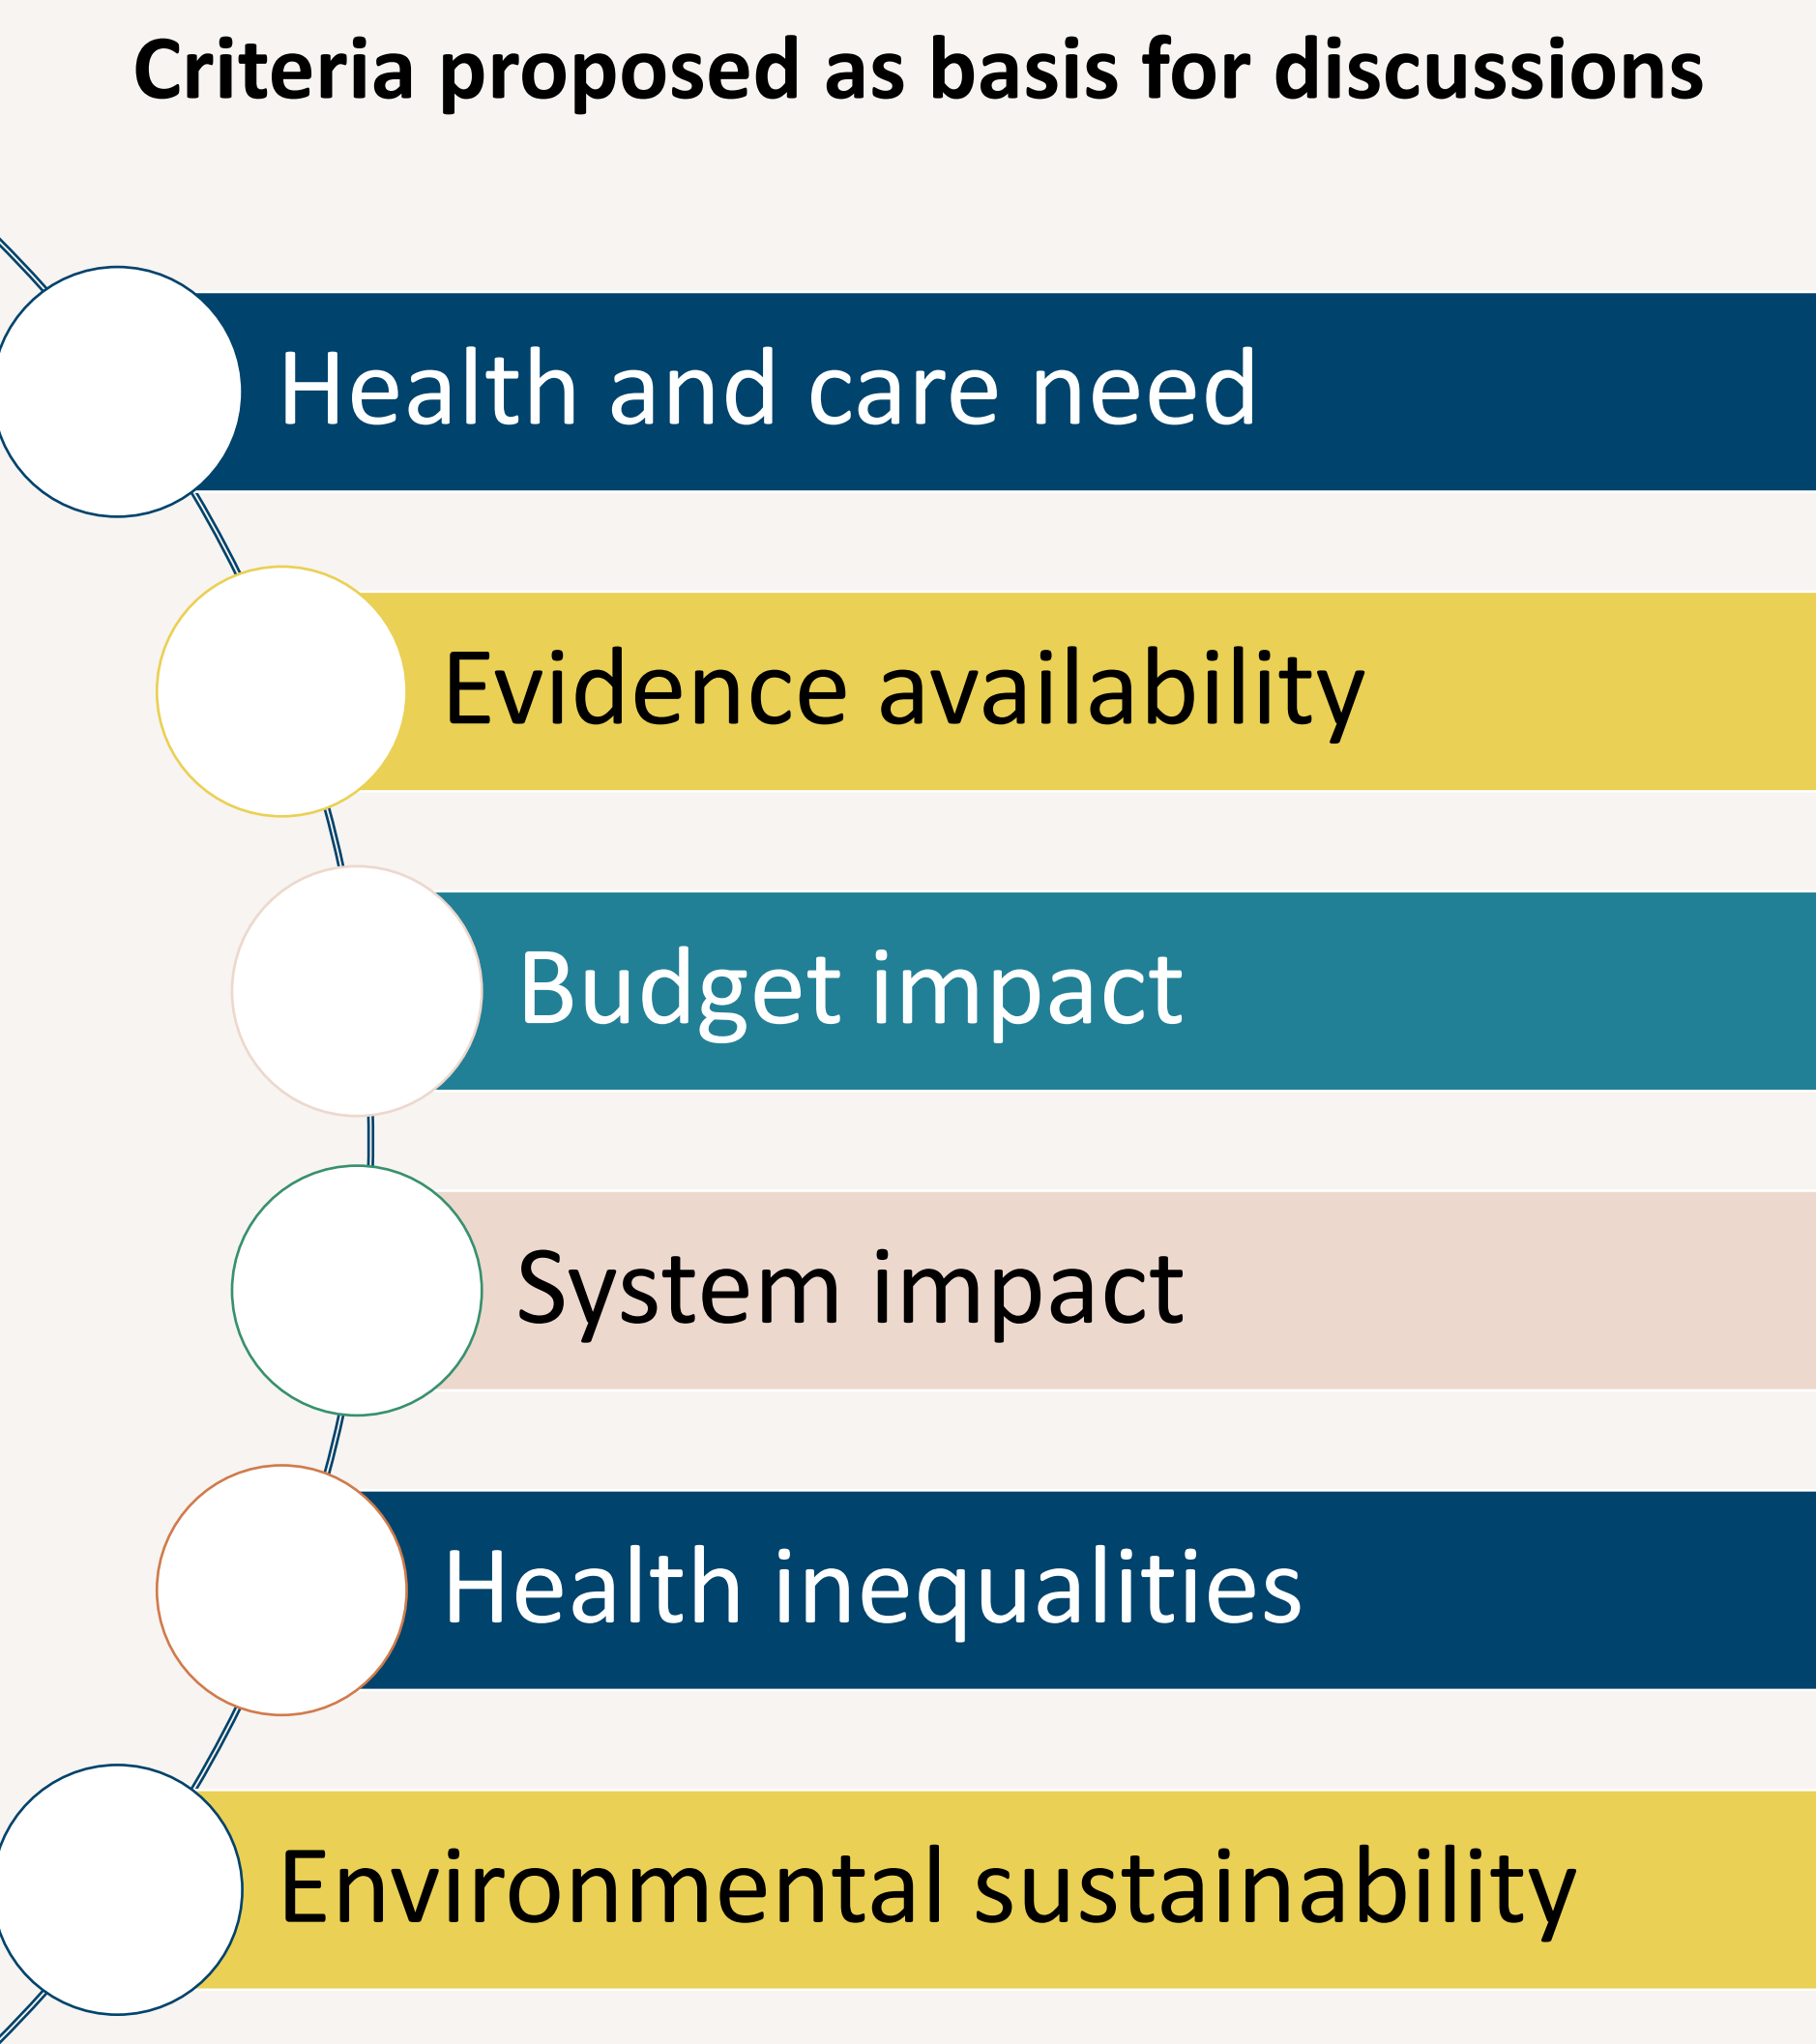 Criteria proposed as basis for discussions
Health and care need
Evidence availability
Budget impact
System impact
Health inequalities
Environmental sustainability